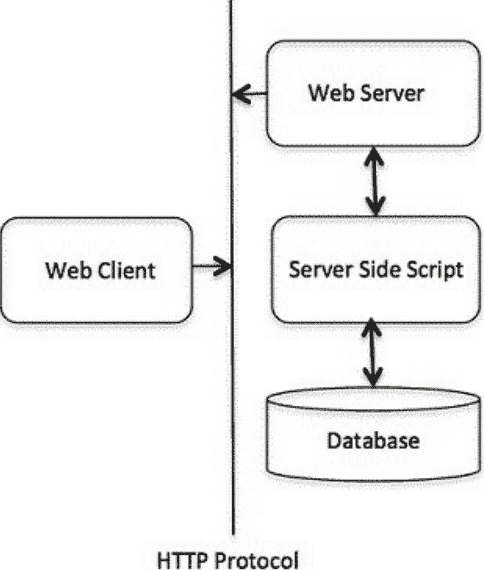 Web Server
Web Client
Server Side Script
Database
HTTP Protocol